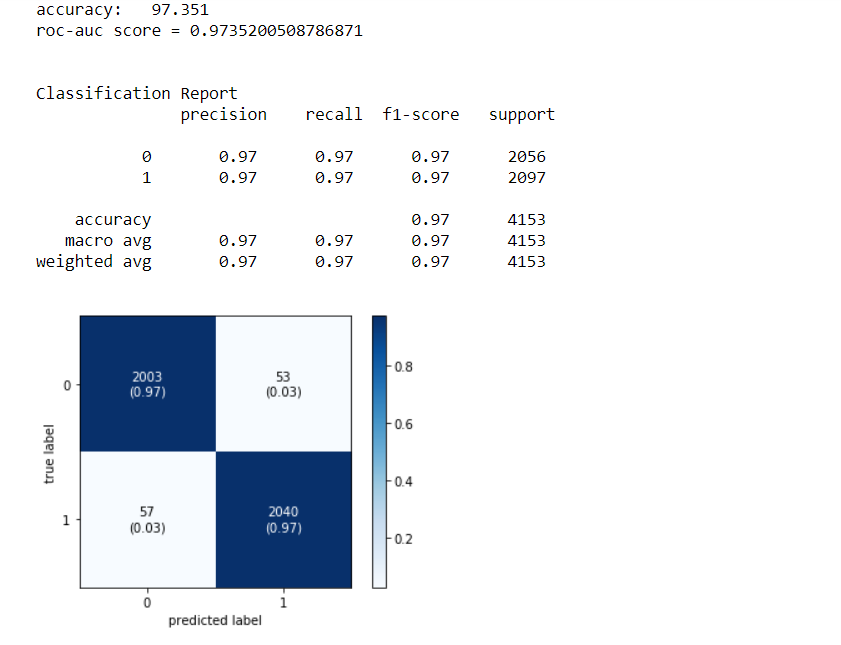 accuracy:   97.351
roc-auc score = 0.9735200508786871
Classification Report
precision    recall  f1-score   support
0       0.97      0.97      0.97      2056
1       0.97      0.97      0.97      2097
accuracy                           0.97      4153
macro avg       0.97      0.97      0.97      4153
weighted avg       0.97      0.97      0.97      4153
0.8
2003 53
0 (0.97) (0.03)
0.6
true label
0.4
57 2040
1 (0.03) (0.97)
0.2
0 1
predicted label